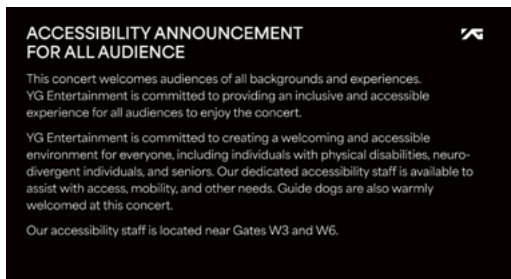 ACCESSIBILITY ANNOUNCEMENT
FOR ALL AUDIENCE
YG
This concert welcomes audiences of all backgrounds and experiences.
YG Entertainment is committed to providing an inclusive and accessible
experience for all audiences to enjoy the concert.
YG Entertainment is committed to creating a welcoming and accessible
environment for everyone, including individuals with physical disabilities, neuro-
divergent individuals, and seniors. Our dedicated accessibility staff is available to
assist with access, mobility, and other needs. Guide dogs are also warmly
welcomed at this concert.
Our accessibility staff is located near Gates W3 and W6.